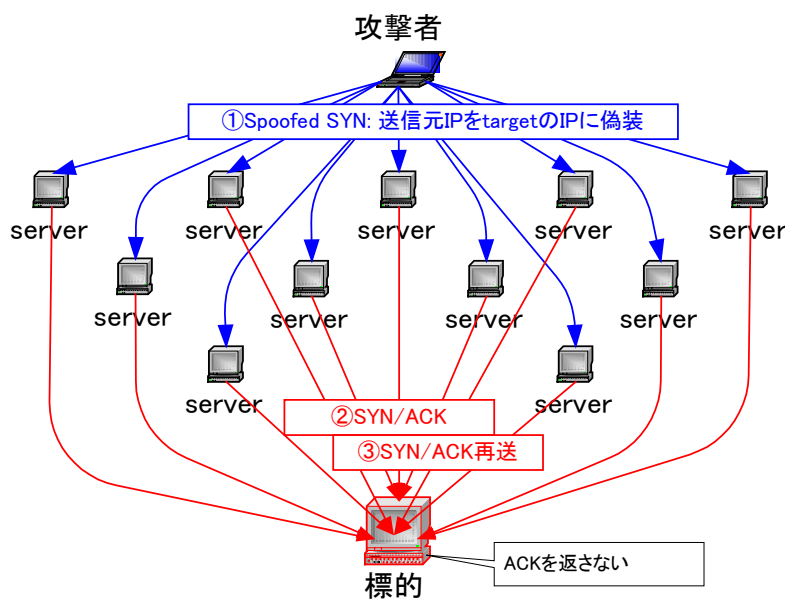 攻撃者
①Spoofed SYN: 送信元IPをtargetのIPに偽装
server
server
server
server
server
server
server
server
server
server
server
②SYN/ACK
③SYN/ACK再送
ACKを返さない
標的